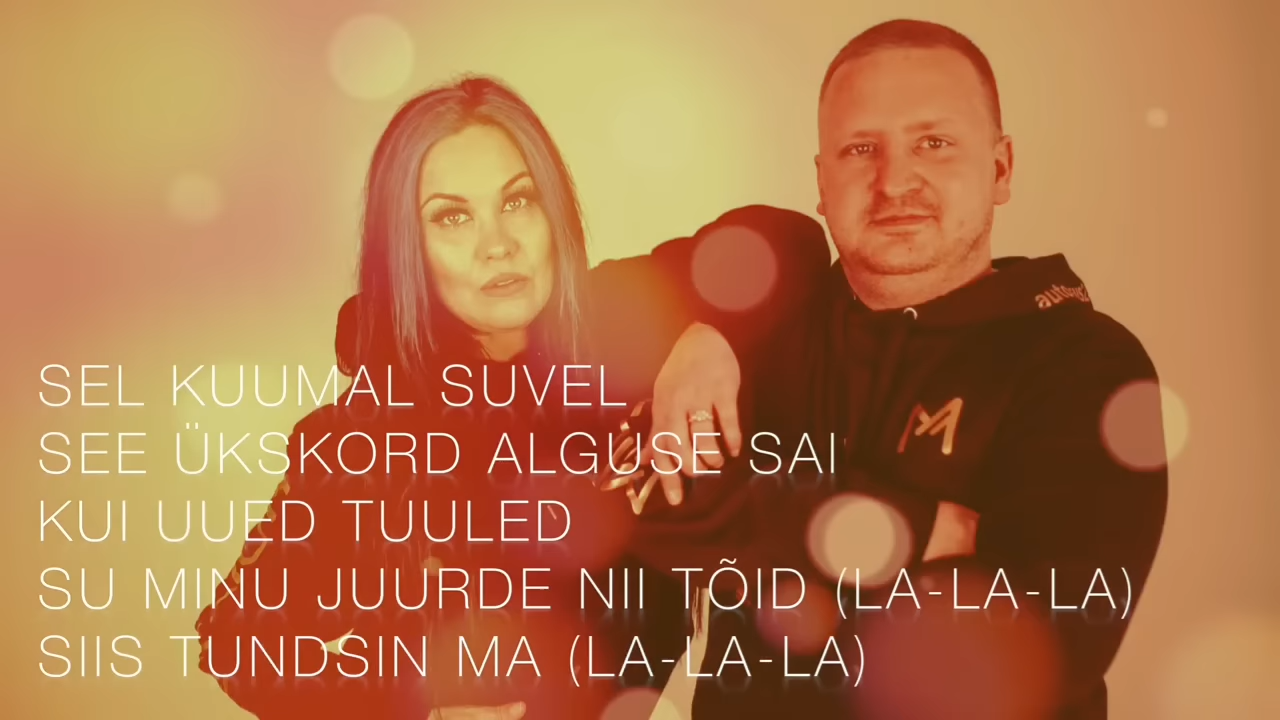 SEL KUUMAL SUVEL
SEE ÜKSKORD ALGUSE SAI
KUI UUED TUULED
SU MINU JUURDE NII TÕID (LA-LA-LA)
SIIS TUNDSIN MA (LA-LA-LA)